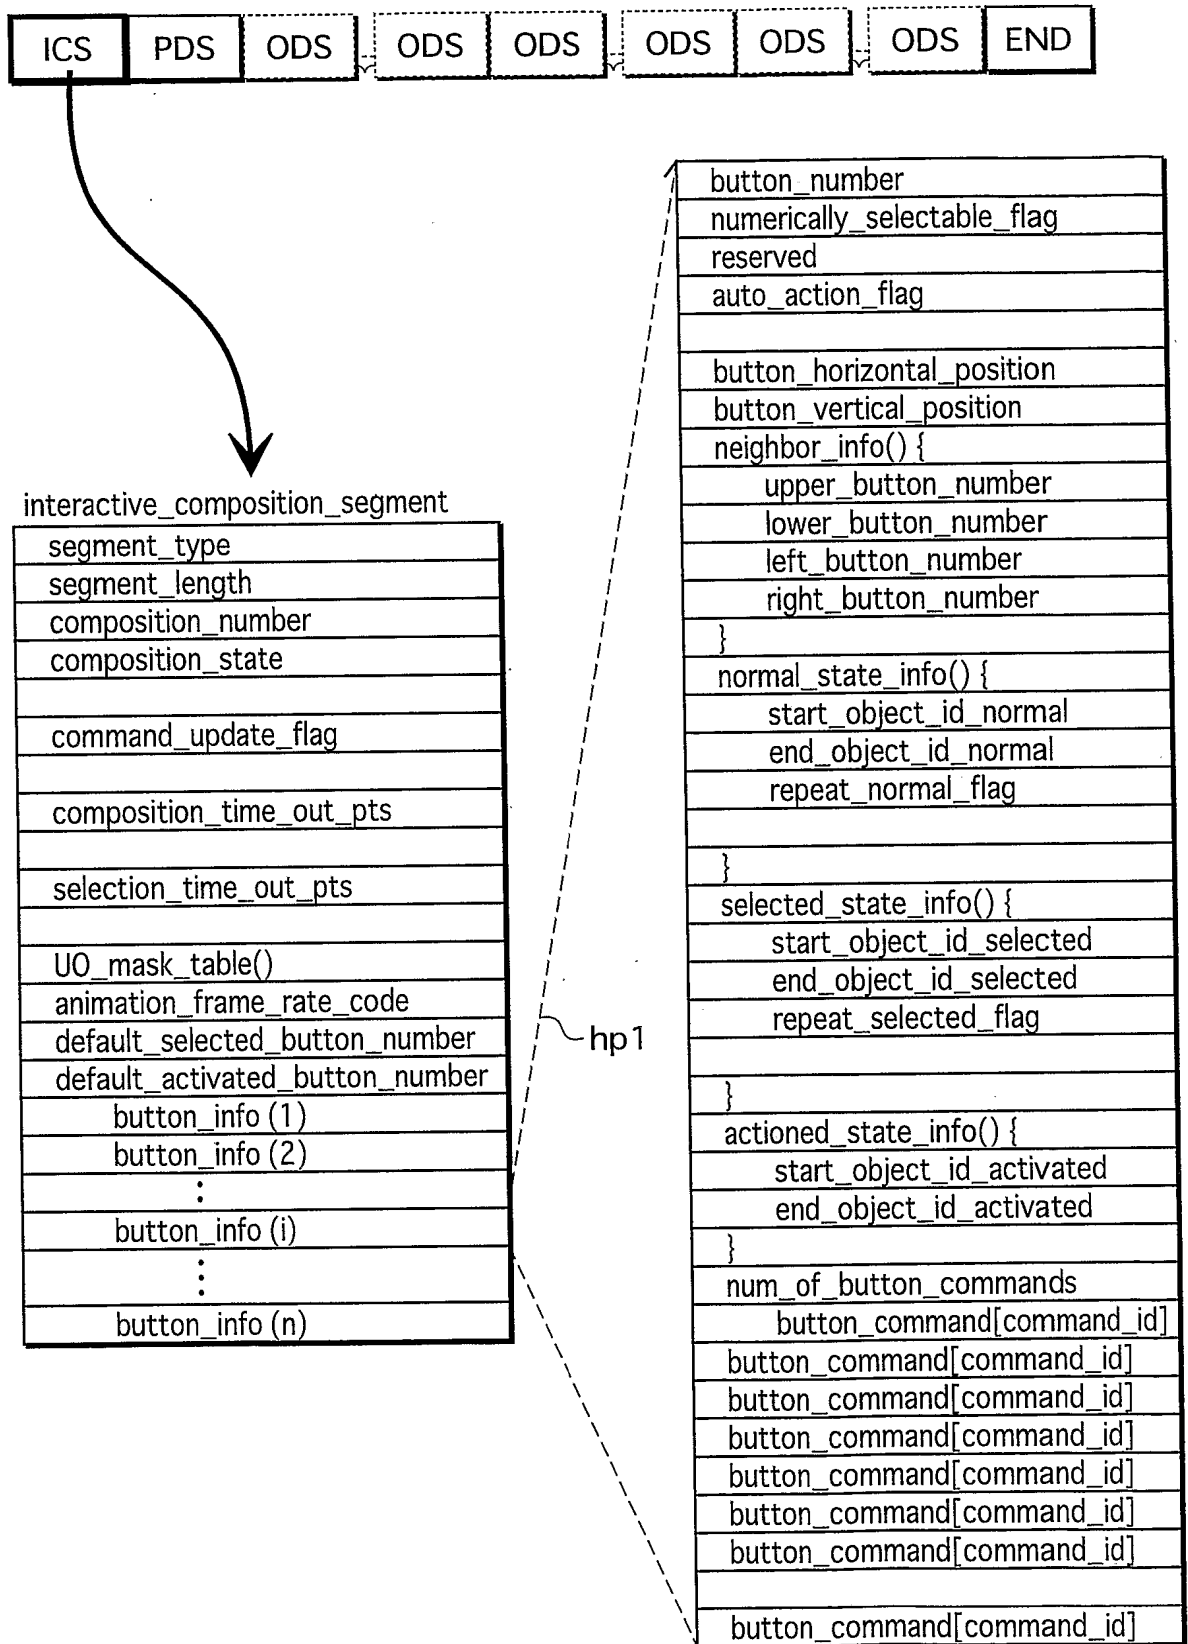 ICS PDS ODS ODS ODS ODS ODS ODS END
interactive_composition_segment
segment_type
segment_length
composition_number
composition_state
command_update_flag
composition_time_out_pts
selection_time_out_pts
UO_mask_table()
animation_frame_rate_code
default_selected_button_number
default_activated_button_number
button_info (1)
button_info (2)
⋮
button_info (i)
⋮
button_info (n)
hp1
button_number
numerically_selectable_flag
reserved
auto_action_flag
button_horizontal_position
button_vertical_position
neighbor_info() {
upper_button_number
lower_button_number
left_button_number
right_button_number
}
normal_state_info() {
start_object_id_normal
end_object_id_normal
repeat_normal_flag
}
selected_state_info() {
start_object_id_selected
end_object_id_selected
repeat_selected_flag
}
actioned_state_info() {
start_object_id_activated
end_object_id_activated
}
num_of_button_commands
button_command[command_id]
button_command[command_id]
button_command[command_id]
button_command[command_id]
button_command[command_id]
button_command[command_id]
button_command[command_id]
button_command[command_id]